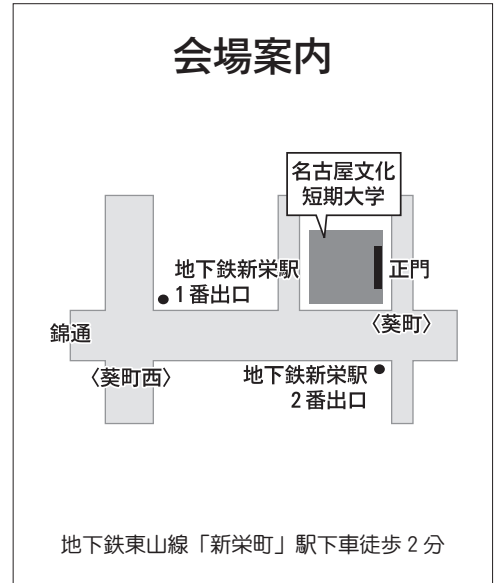 会場案内
名古屋文化
短期大学
地下鉄新栄駅
1番出口
正門
〈葵町〉
錦通
〈葵町西〉
地下鉄新栄駅
2番出口
地下鉄東山線「新栄町」駅下車徒歩2分